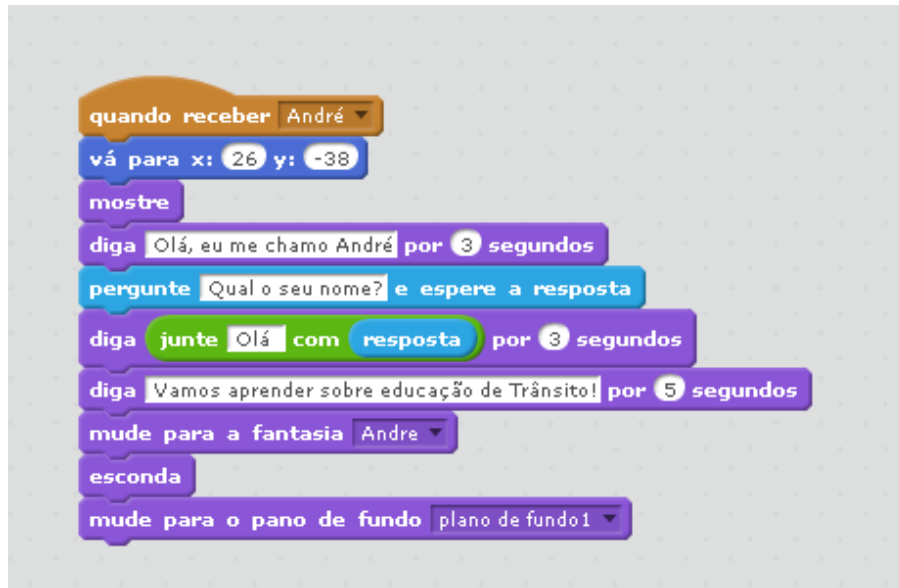 quando receber André
vá para x: 26 y: -38
mostre
diga Olá, eu me chamo André por 3 segundos
pergunte Qual o seu nome? e espere a resposta
diga junte Olá com resposta por 3 segundos
diga Vamos aprender sobre educação de Trânsito! por 5 segundos
mude para a fantasia Andre
esconda
mude para o pano de fundo plano de fundo1